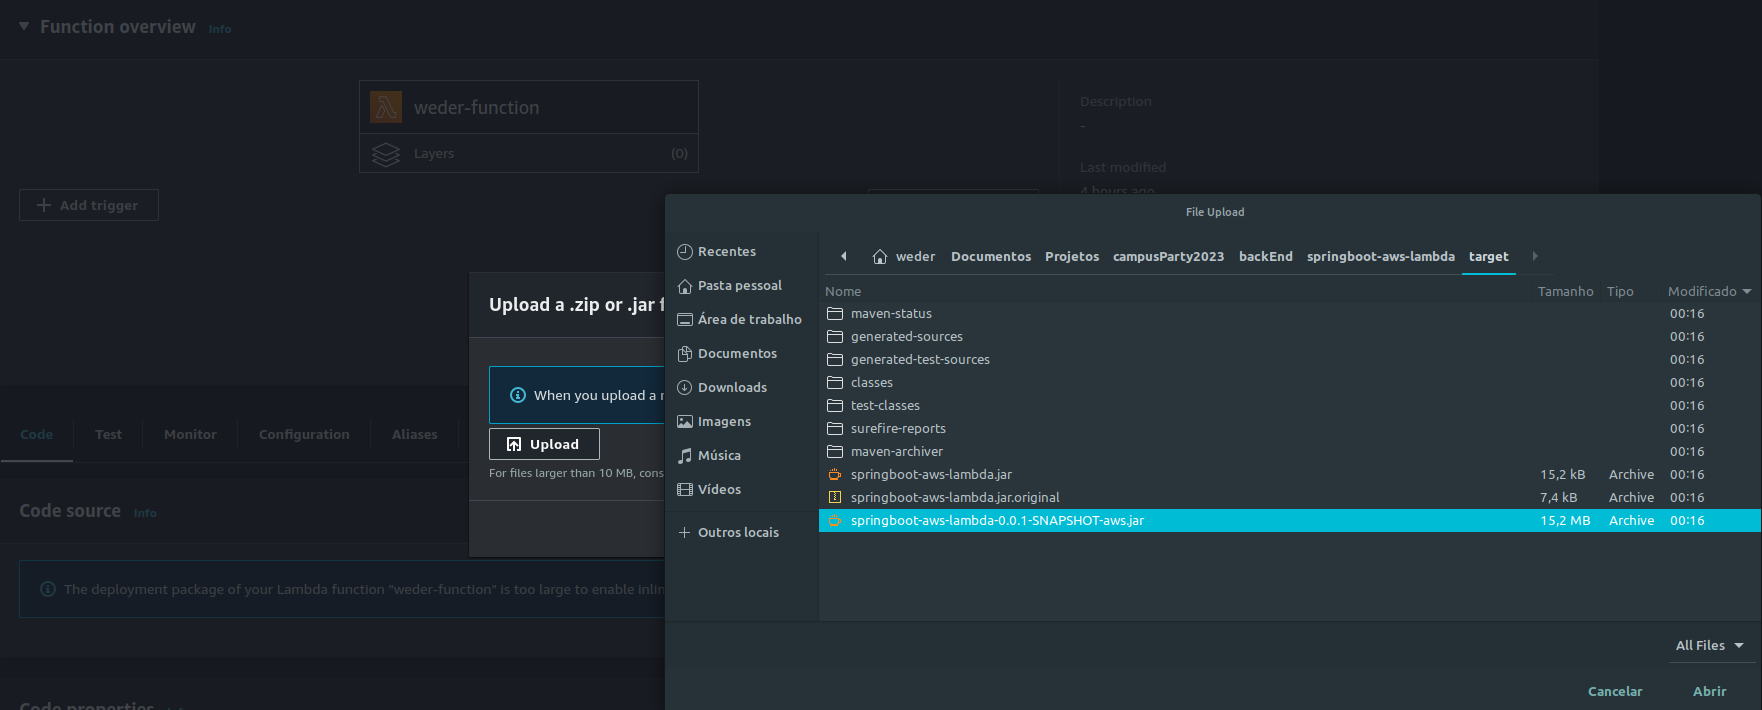 Function overview Info
weder-function
Layers (0)
Add trigger
Description
-
Last modified
4 hours ago
Upload a .zip or .jar f
When you upload a
Upload
For files larger than 10 MB, cons
Code Test Monitor Configuration Aliases
Code source Info
The deployment package of your Lambda function "weder-function" is too large to enable inlin
Code properties
File Upload
Recentes
Pasta pessoal
Área de trabalho
Documentos
Downloads
Imagens
Música
Vídeos
Outros locais
weder Documentos Projetos campusParty2023 backEnd springboot-aws-lambda target
Nome Tamanho Tipo Modificado
maven-status 00:16
generated-sources 00:16
generated-test-sources 00:16
classes 00:16
test-classes 00:16
surefire-reports 00:16
maven-archiver 00:16
springboot-aws-lambda.jar 15,2 kB Archive 00:16
springboot-aws-lambda.jar.original 7,4 kB Archive 00:16
springboot-aws-lambda-0.0.1-SNAPSHOT-aws.jar 15,2 MB Archive 00:16
All Files
Cancelar Abrir